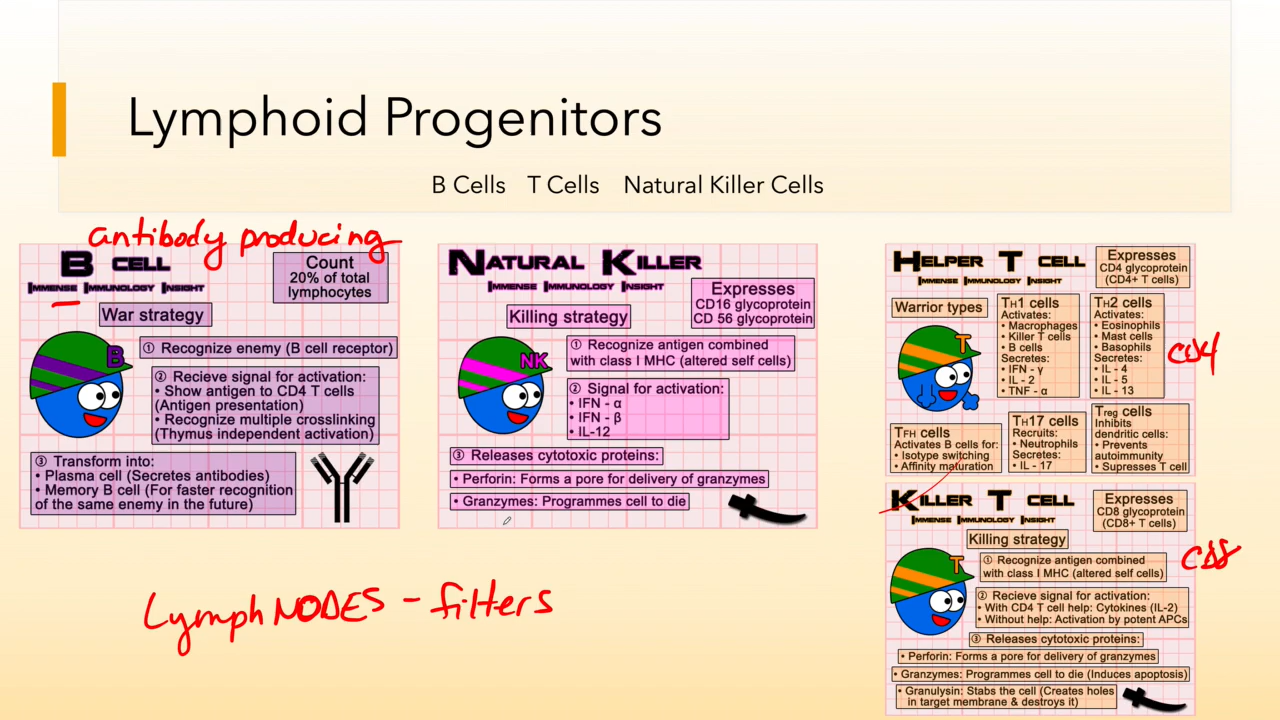 Lymphoid Progenitors
B Cells T Cells Natural Killer Cells
antibody producing
B CELL
IMMENSE IMMUNOLOGY INSIGHT
Count
20% of total
lymphocytes
War strategy
B
① Recognize enemy (B cell receptor)
② Recieve signal for activation:
• Show antigen to CD4 T cells
(Antigen presentation)
• Recognize multiple crosslinking
(Thymus independent activation)
③ Transform into:
• Plasma cell (Secretes antibodies)
• Memory B cell (For faster recognition
of the same enemy in the future)
NATURAL KILLER
IMMENSE IMMUNOLOGY INSIGHT
Expresses
CD16 glycoprotein
CD 56 glycoprotein
Killing strategy
NK
① Recognize antigen combined
with class I MHC (altered self cells)
② Signal for activation:
• IFN - α
• IFN - β
• IL-12
③ Releases cytotoxic proteins:
• Perforin: Forms a pore for delivery of granzymes
• Granzymes: Programmes cell to die
HELPER T CELL
IMMENSE IMMUNOLOGY INSIGHT
Expresses
CD4 glycoprotein
(CD4+ T cells)
Warrior types
T
TH1 cells
Activates:
• Macrophages
• Killer T cells
• B cells
Secretes:
• IFN - γ
• IL - 2
• TNF - α
TH2 cells
Activates:
• Eosinophils
• Mast cells
• Basophils
Secretes:
• IL - 4
• IL - 5
• IL - 13
CD4
TFH cells
Activates B cells for:
• Isotype switching
• Affinity maturation
TH17 cells
Recruits:
• Neutrophils
Secretes:
• IL - 17
Treg cells
Inhibits
dendritic cells:
• Prevents
autoimmunity
• Supresses T cell
KILLER T CELL
IMMENSE IMMUNOLOGY INSIGHT
Expresses
CD8 glycoprotein
(CD8+ T cells)
Killing strategy
T
① Recognize antigen combined
with class I MHC (altered self cells)
CD8
② Recieve signal for activation:
• With CD4 T cell help: Cytokines (IL-2)
• Without help: Activation by potent APCs
③ Releases cytotoxic proteins:
• Perforin: Forms a pore for delivery of granzymes
• Granzymes: Programmes cell to die (Induces apoptosis)
• Granulysin: Stabs the cell (Creates holes
in target membrane & destroys it)
Lymph NODES - filters